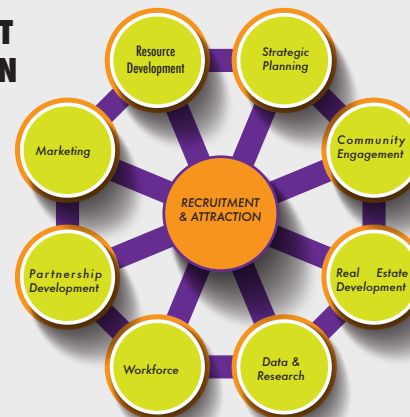 T
N
Resource
Development
Strategic
Planning
Marketing
Community
Engagement
RECRUITMENT
& ATTRACTION
Partnership
Development
Real Estate
Development
Workforce
Data &
Research